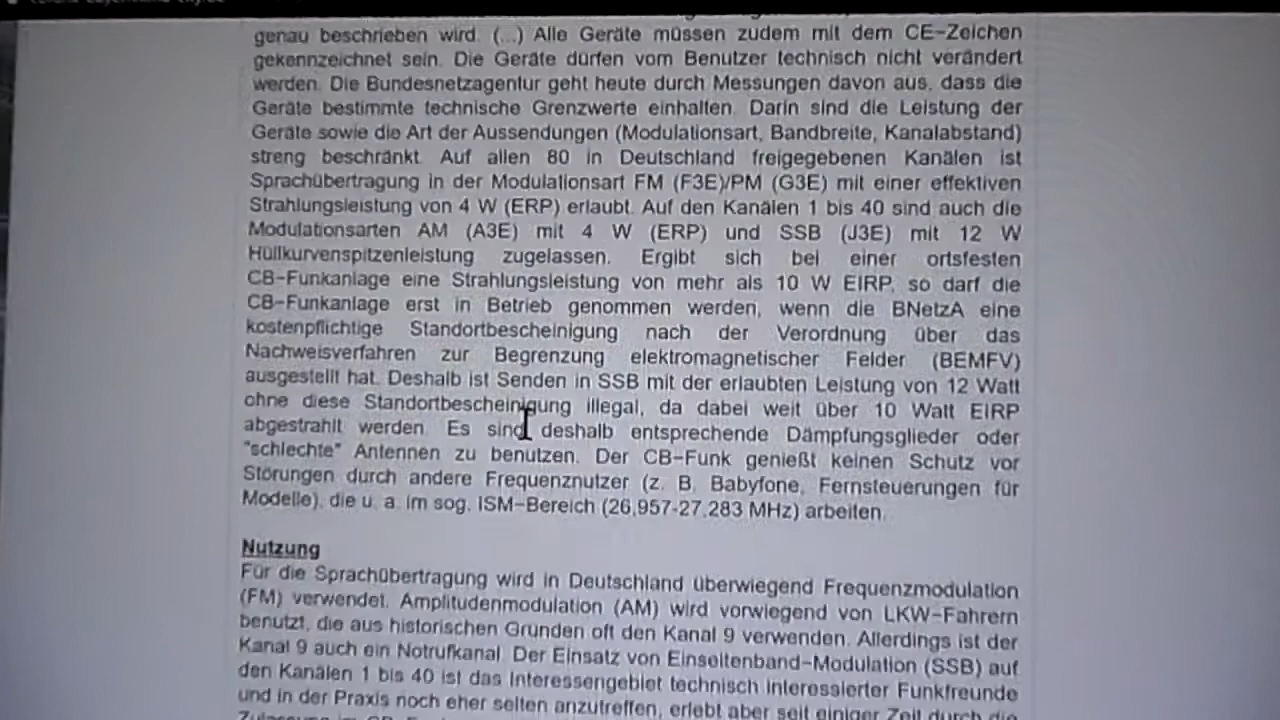 genau beschrieben wird. (...) Alle Geräte müssen zudem mit dem CE-Zeichen
gekennzeichnet sein. Die Geräte dürfen vom Benutzer technisch nicht verändert
werden. Die Bundesnetzagentur geht heute durch Messungen davon aus, dass die
Geräte bestimmte technische Grenzwerte einhalten. Darin sind die Leistung der
Geräte sowie die Art der Aussendungen (Modulationsart, Bandbreite, Kanalabstand)
streng beschränkt. Auf allen 80 in Deutschland freigegebenen Kanälen ist
Sprachübertragung in der Modulationsart FM (F3E)/PM (G3E) mit einer effektiven
Strahlungsleistung von 4 W (ERP) erlaubt. Auf den Kanälen 1 bis 40 sind auch die
Modulationsarten AM (A3E) mit 4 W (ERP) und SSB (J3E) mit 12 W
Hüllkurvenspitzenleistung zugelassen. Ergibt sich bei einer ortsfesten
CB-Funkanlage eine Strahlungsleistung von mehr als 10 W EIRP, so darf die
CB-Funkanlage erst in Betrieb genommen werden, wenn die BNetzA eine
kostenpflichtige Standortbescheinigung nach der Verordnung über das
Nachweisverfahren zur Begrenzung elektromagnetischer Felder (BEMFV)
ausgestellt hat. Deshalb ist Senden in SSB mit der erlaubten Leistung von 12 Watt
ohne diese Standortbescheinigung illegal, da dabei weit über 10 Watt EIRP
abgestrahlt werden. Es sind deshalb entsprechende Dämpfungsglieder oder
"schlechte" Antennen zu benutzen. Der CB-Funk genießt keinen Schutz vor
Störungen durch andere Frequenznutzer (z. B. Babyfone, Fernsteuerungen für
Modelle), die u. a. im sog. ISM-Bereich (26,957-27,283 MHz) arbeiten.
Nutzung
Für die Sprachübertragung wird in Deutschland überwiegend Frequenzmodulation
(FM) verwendet. Amplitudenmodulation (AM) wird vorwiegend von LKW-Fahrern
benutzt, die aus historischen Gründen oft den Kanal 9 verwenden. Allerdings ist der
Kanal 9 auch ein Notrufkanal. Der Einsatz von Einseitenband-Modulation (SSB) auf
den Kanälen 1 bis 40 ist das Interessengebiet technisch interessierter Funkfreunde
und in der Praxis noch eher selten anzutreffen, erlebt aber seit einiger Zeit durch die